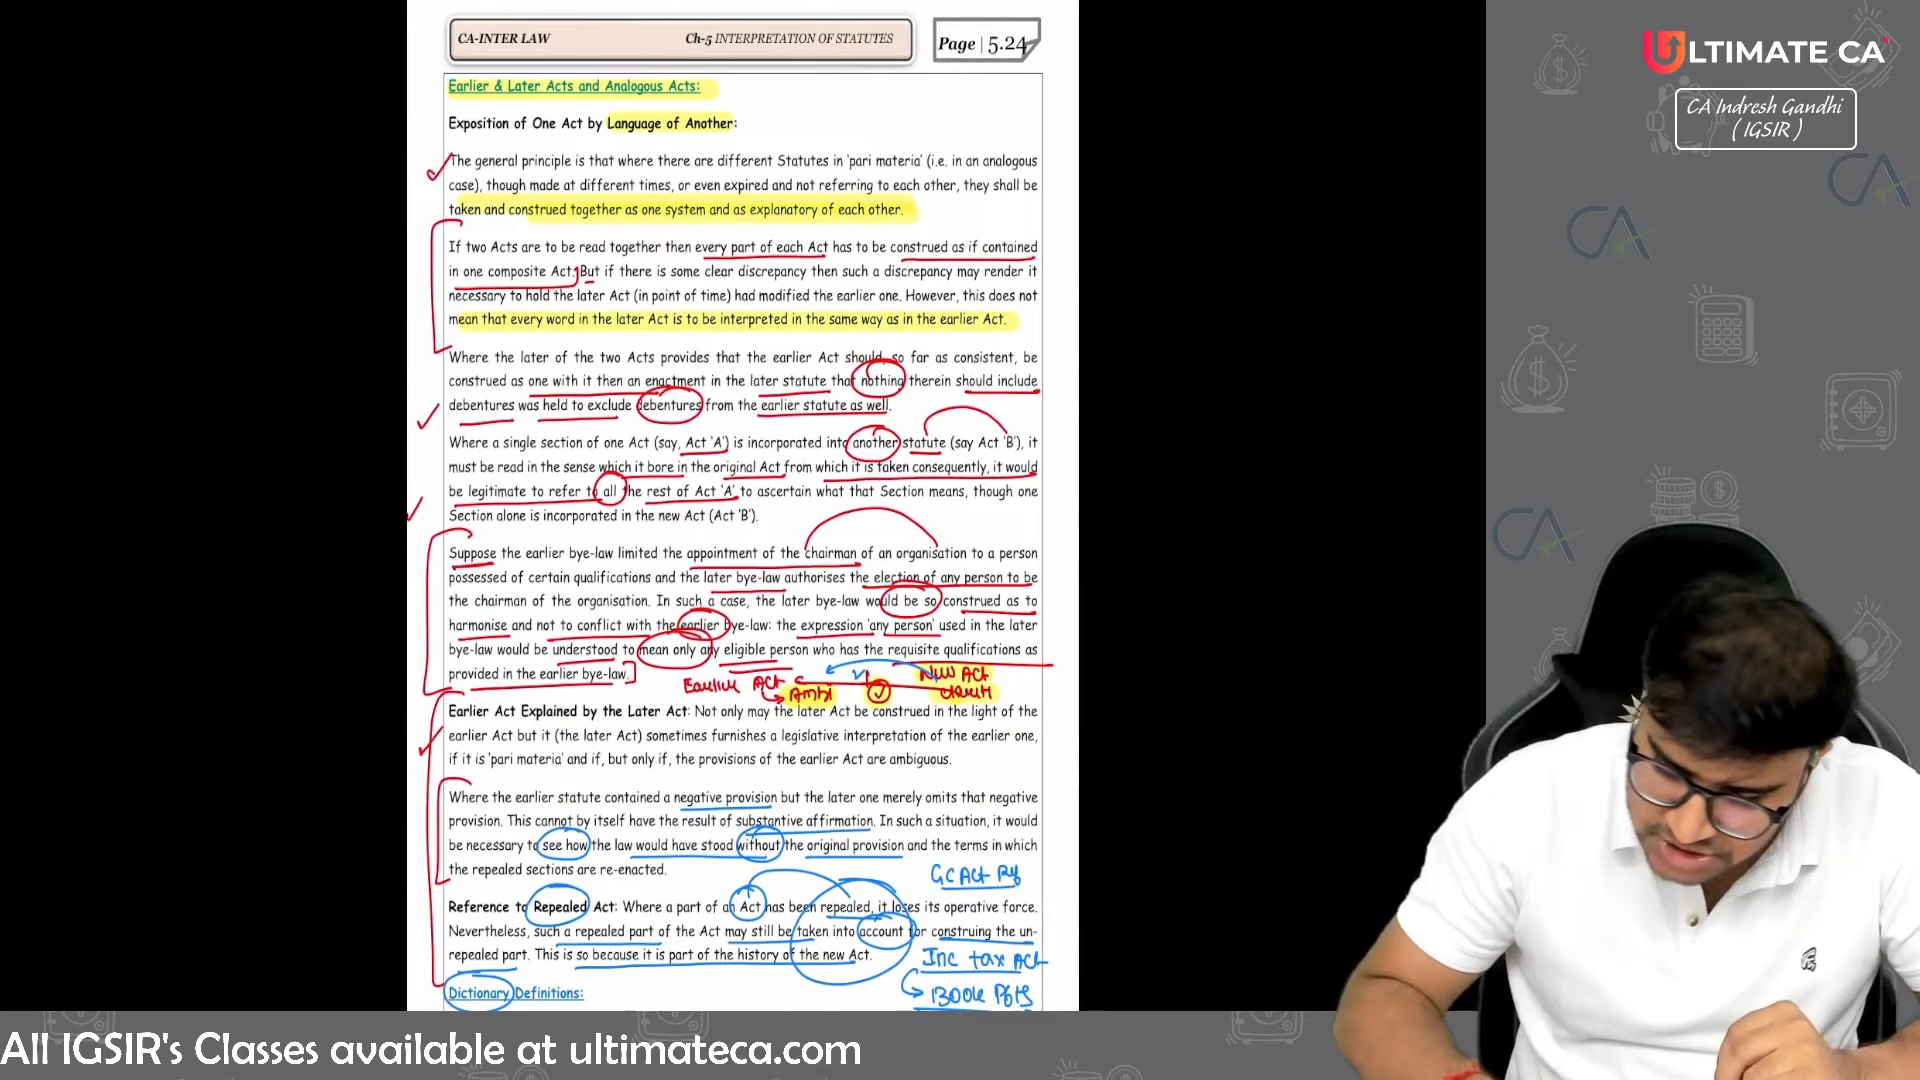 CA-INTER LAW
Ch-5 INTERPRETATION OF STATUTES
Page | 5.24
ULTIMATE CA
CA Indresh Gandhi
( IGSIR )
Earlier & Later Acts and Analogous Acts:
Exposition of One Act by Language of Another:
The general principle is that where there are different Statutes in 'pari materia' (i.e. in an analogous
case), though made at different times, or even expired and not referring to each other, they shall be
taken and construed together as one system and as explanatory of each other.
If two Acts are to be read together then every part of each Act has to be construed as if contained
in one composite Act. But if there is some clear discrepancy then such a discrepancy may render it
necessary to hold the later Act (in point of time) had modified the earlier one. However, this does not
mean that every word in the later Act is to be interpreted in the same way as in the earlier Act.
Where the later of the two Acts provides that the earlier Act should, so far as consistent, be
construed as one with it then an enactment in the later statute that nothing therein should include
debentures was held to exclude debentures from the earlier statute as well.
Where a single section of one Act (say, Act 'A') is incorporated into another statute (say Act 'B'), it
must be read in the sense which it bore in the original Act from which it is taken consequently, it would
be legitimate to refer to all the rest of Act 'A' to ascertain what that Section means, though one
Section alone is incorporated in the new Act (Act 'B').
Suppose the earlier bye-law limited the appointment of the chairman of an organisation to a person
possessed of certain qualifications and the later bye-law authorises the election of any person to be
the chairman of the organisation. In such a case, the later bye-law would be so construed as to
harmonise and not to conflict with the earlier bye-law: the expression 'any person' used in the later
bye-law would be understood to mean only any eligible person who has the requisite qualifications as
provided in the earlier bye-law.
Earlier Act
Ambi
New Act
Earlier Act Explained by the Later Act: Not only may the later Act be construed in the light of the
earlier Act but it (the later Act) sometimes furnishes a legislative interpretation of the earlier one,
if it is 'pari materia' and if, but only if, the provisions of the earlier Act are ambiguous.
Where the earlier statute contained a negative provision but the later one merely omits that negative
provision. This cannot by itself have the result of substantive affirmation. In such a situation, it would
be necessary to see how the law would have stood without the original provision and the terms in which
the repealed sections are re-enacted.
GC Act
Reference to Repealed Act: Where a part of an Act has been repealed, it loses its operative force.
Nevertheless, such a repealed part of the Act may still be taken into account for construing the un-
repealed part. This is so because it is part of the history of the new Act.
Inc tax Act
Dictionary Definitions:
All IGSIR's Classes available at ultimateca.com